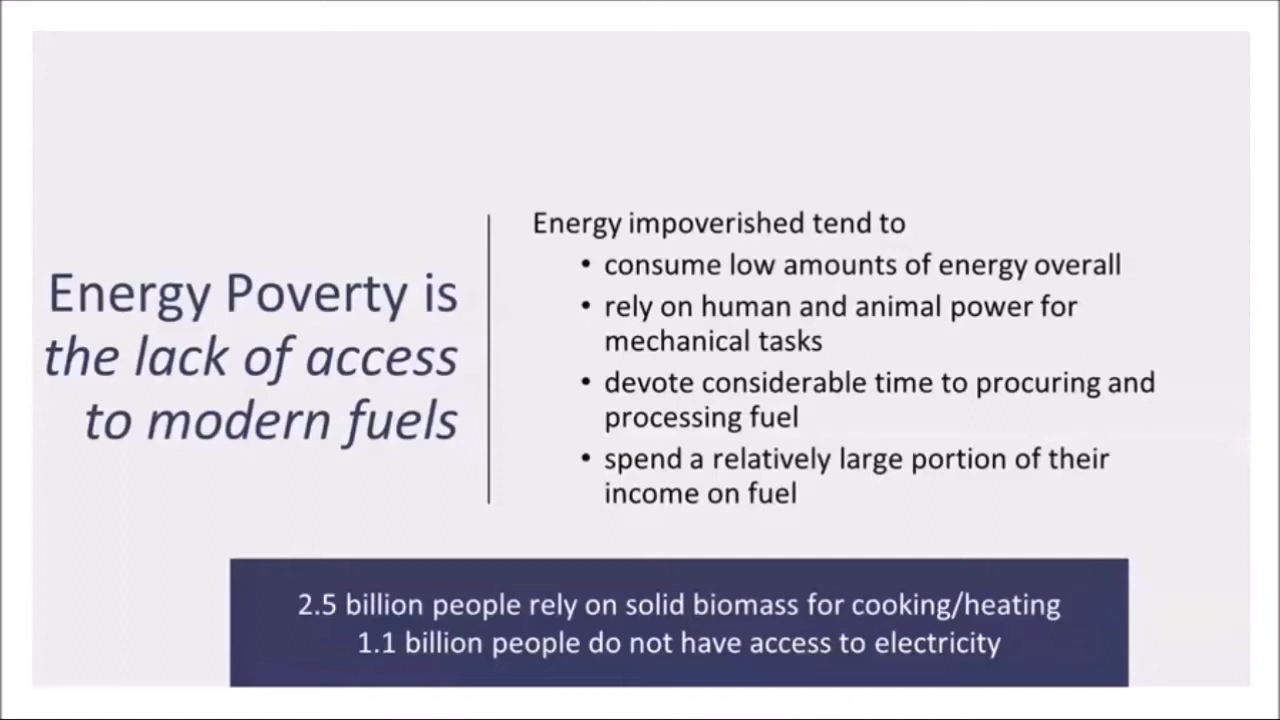 Energy Poverty is
the lack of access
to modern fuels
Energy impoverished tend to
• consume low amounts of energy overall
• rely on human and animal power for
mechanical tasks
• devote considerable time to procuring and
processing fuel
• spend a relatively large portion of their
income on fuel
2.5 billion people rely on solid biomass for cooking/heating
1.1 billion people do not have access to electricity